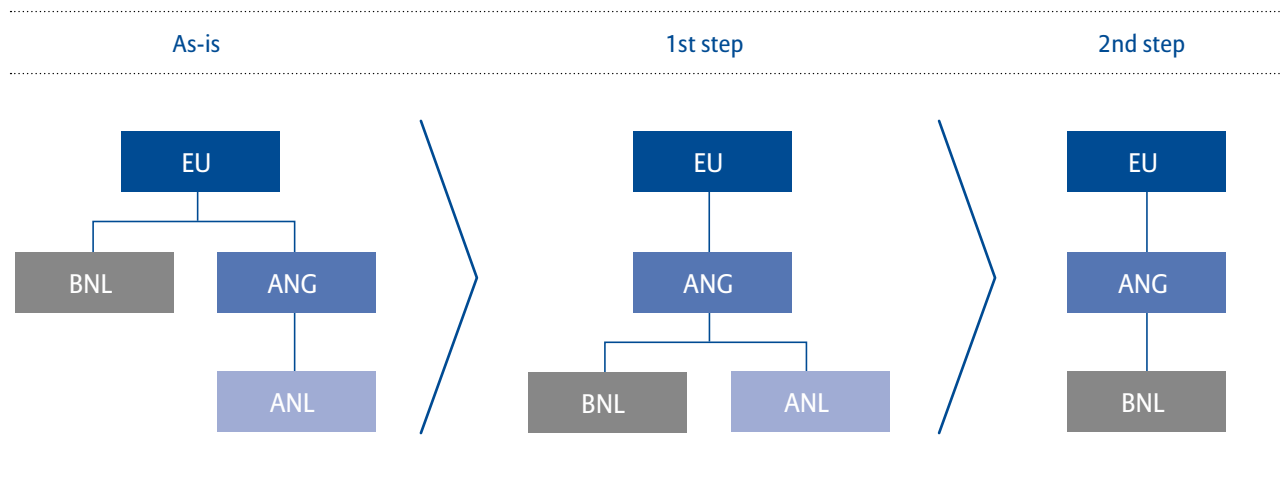 As-is 1st step 2nd step
EU EU EU
BNL ANG ANG ANG
ANL BNL ANL BNL